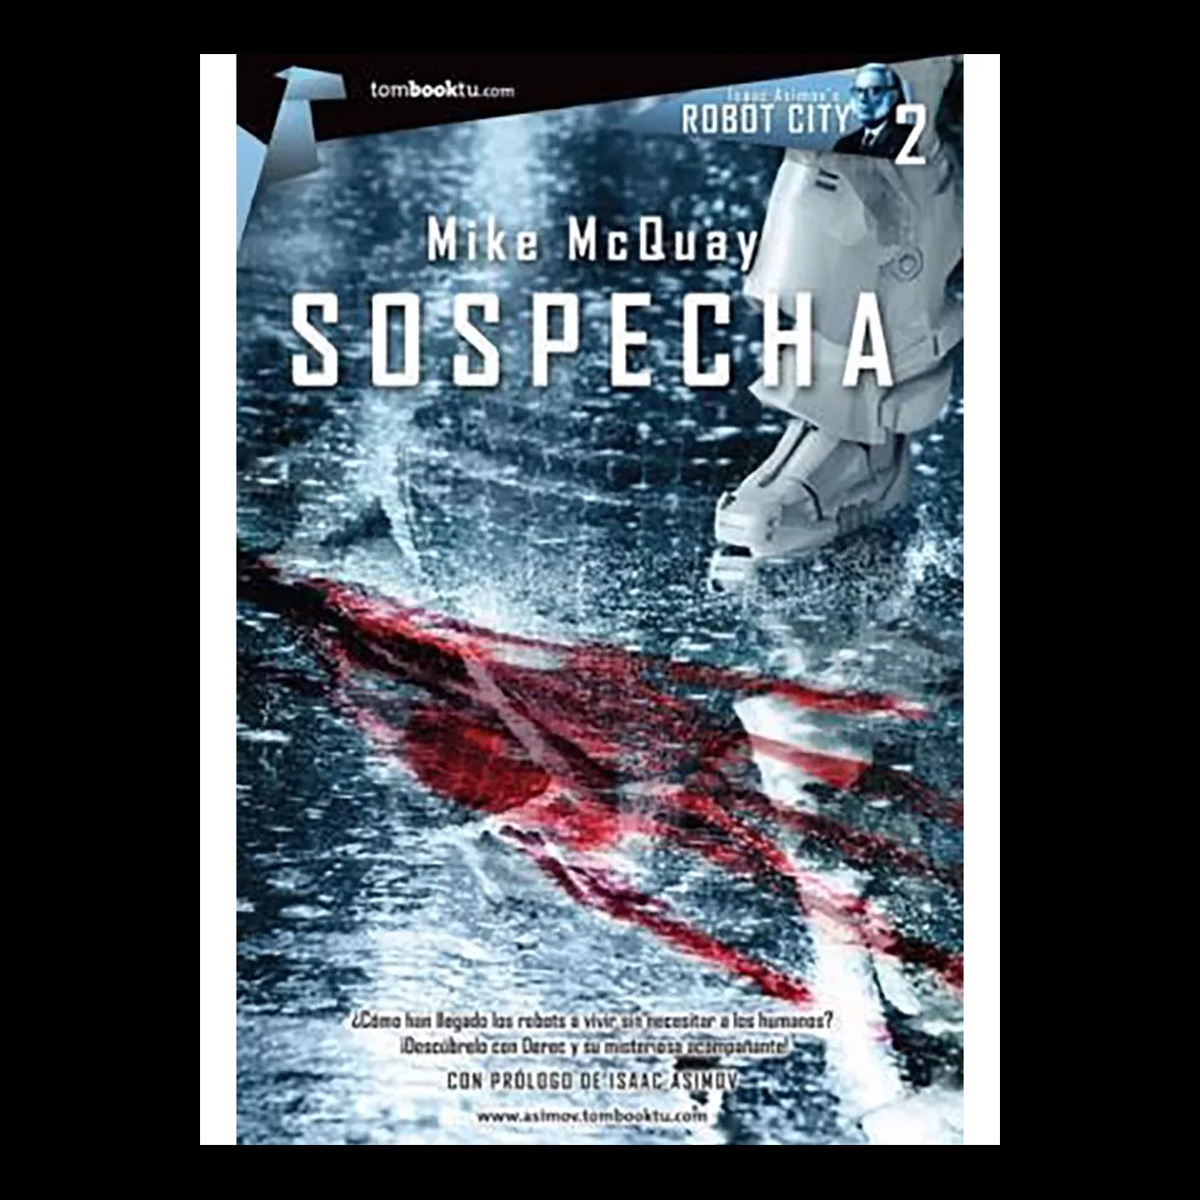 tombooktu.com
Isaac Asimov's
ROBOT CITY
2
Mike McQuay
SOSPECHA
¿Cómo han llegado los robots a vivir sin necesitar a los humanos?
¡Descúbrelo con Derec y su misteriosa acompañante!
CON PRÓLOGO DE ISAAC ASIMOV
www.asimov.tombooktu.com